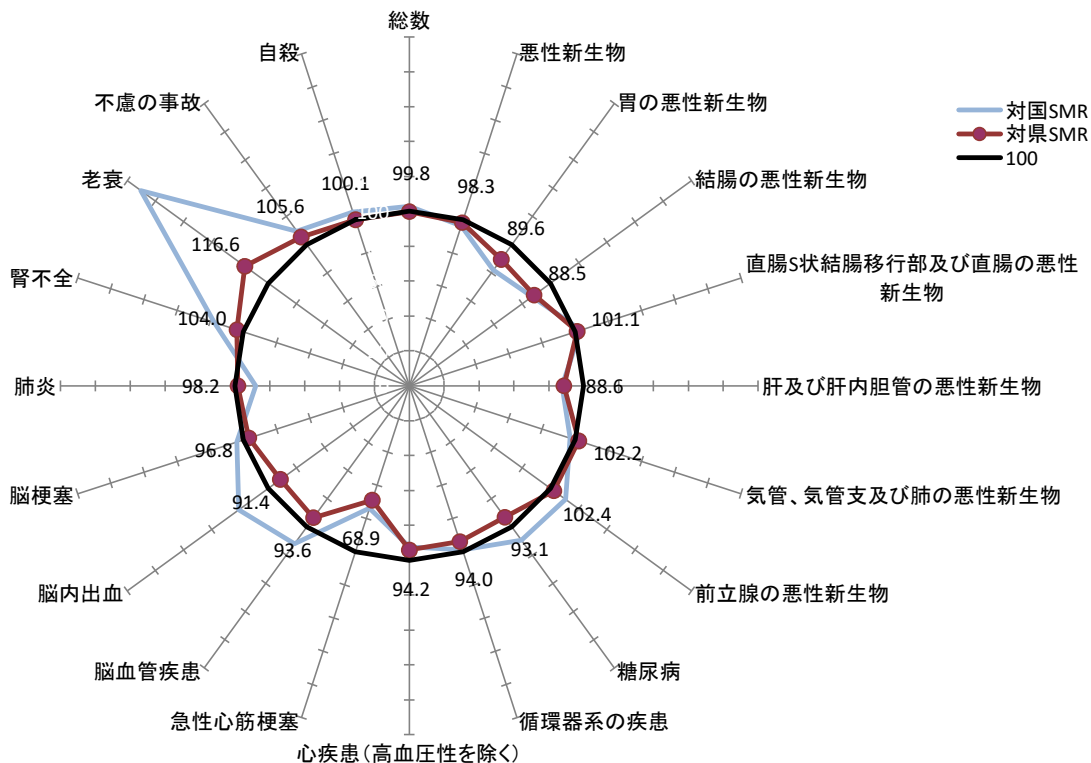 総数
悪性新生物
胃の悪性新生物
結腸の悪性新生物
直腸S状結腸移行部及び直腸の悪性
新生物
肝及び肝内胆管の悪性新生物
気管、気管支及び肺の悪性新生物
前立腺の悪性新生物
糖尿病
循環器系の疾患
心疾患（高血圧性を除く）
急性心筋梗塞
脳血管疾患
脳内出血
脳梗塞
肺炎
腎不全
老衰
不慮の事故
自殺
99.8
98.3
89.6
88.5
101.1
88.6
102.2
102.4
93.1
94.0
94.2
68.9
93.6
91.4
96.8
98.2
104.0
116.6
105.6
100.1
100
対国SMR
対県SMR
100